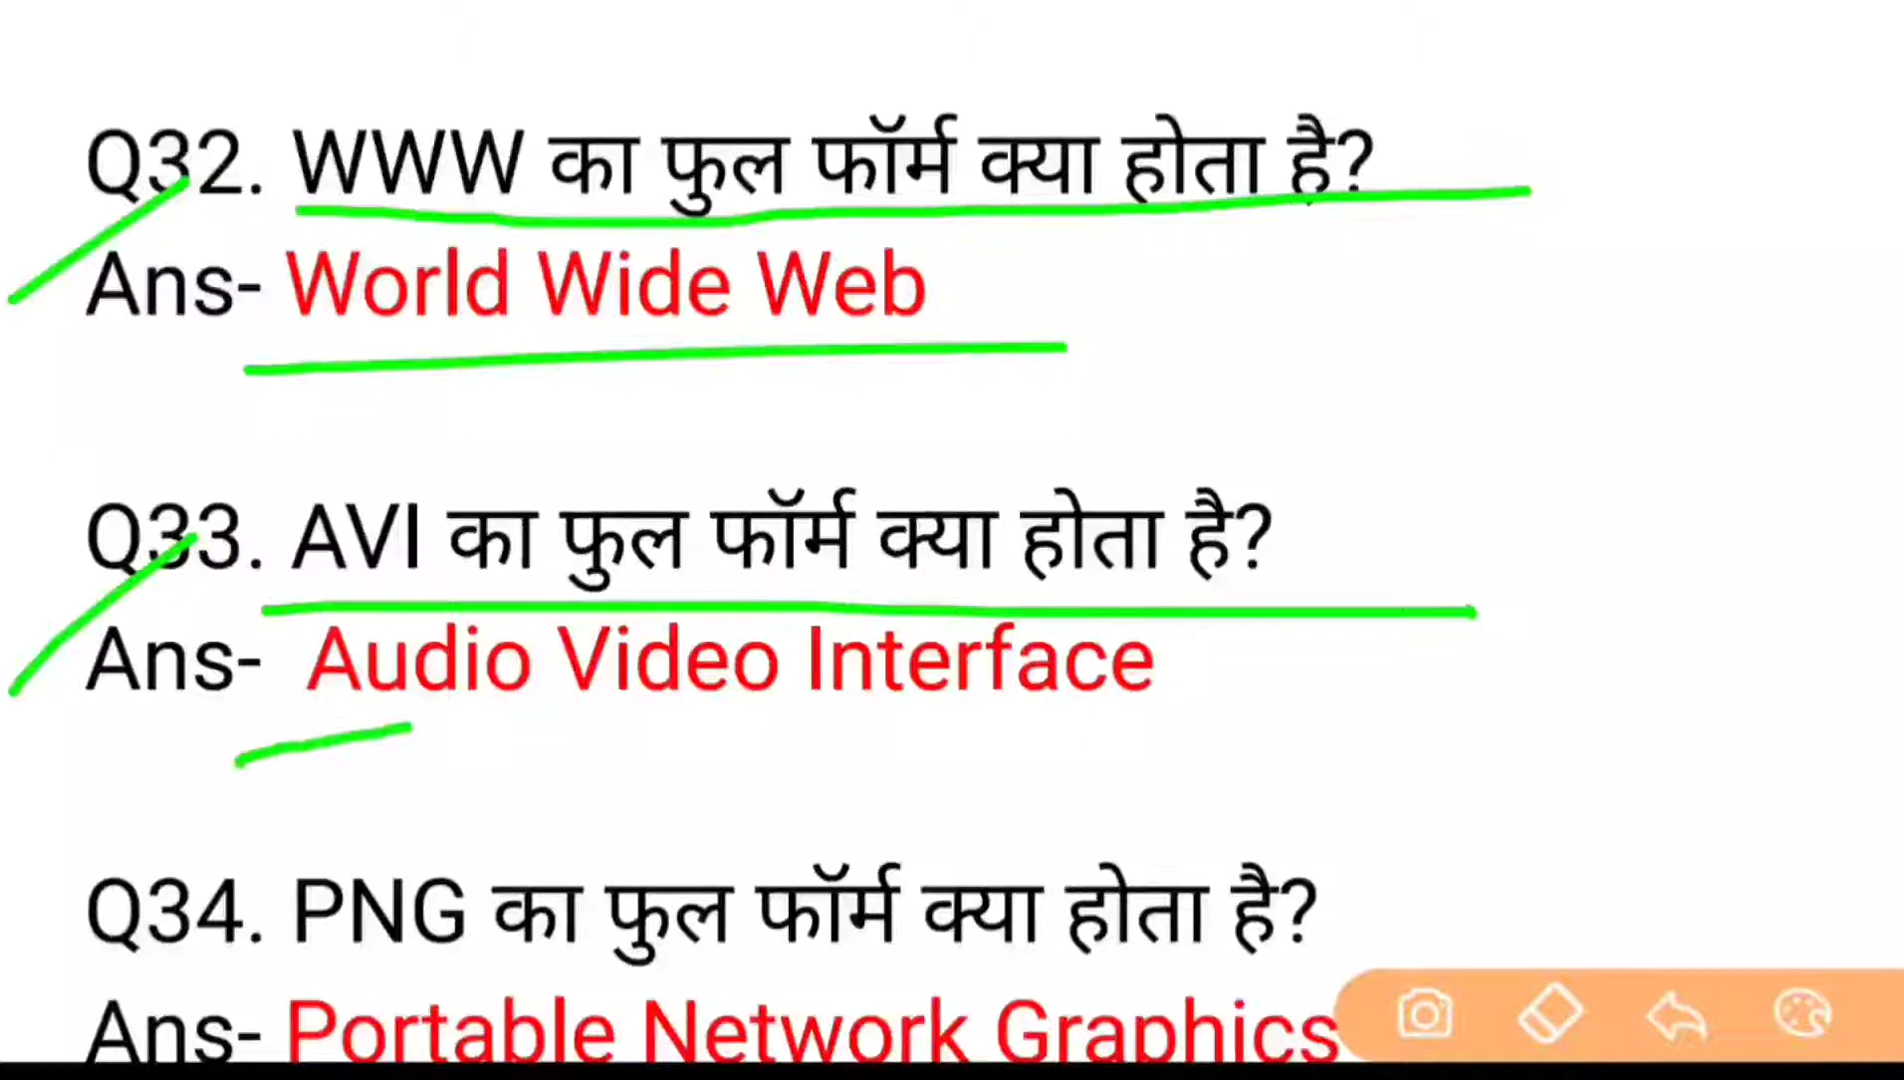 Q32. WWW का फुल फॉर्म क्या होता है?
Ans- World Wide Web
Q33. AVI का फुल फॉर्म क्या होता है?
Ans- Audio Video Interface
Q34. PNG का फुल फॉर्म क्या होता है?
Ans- Portable Network Graphics